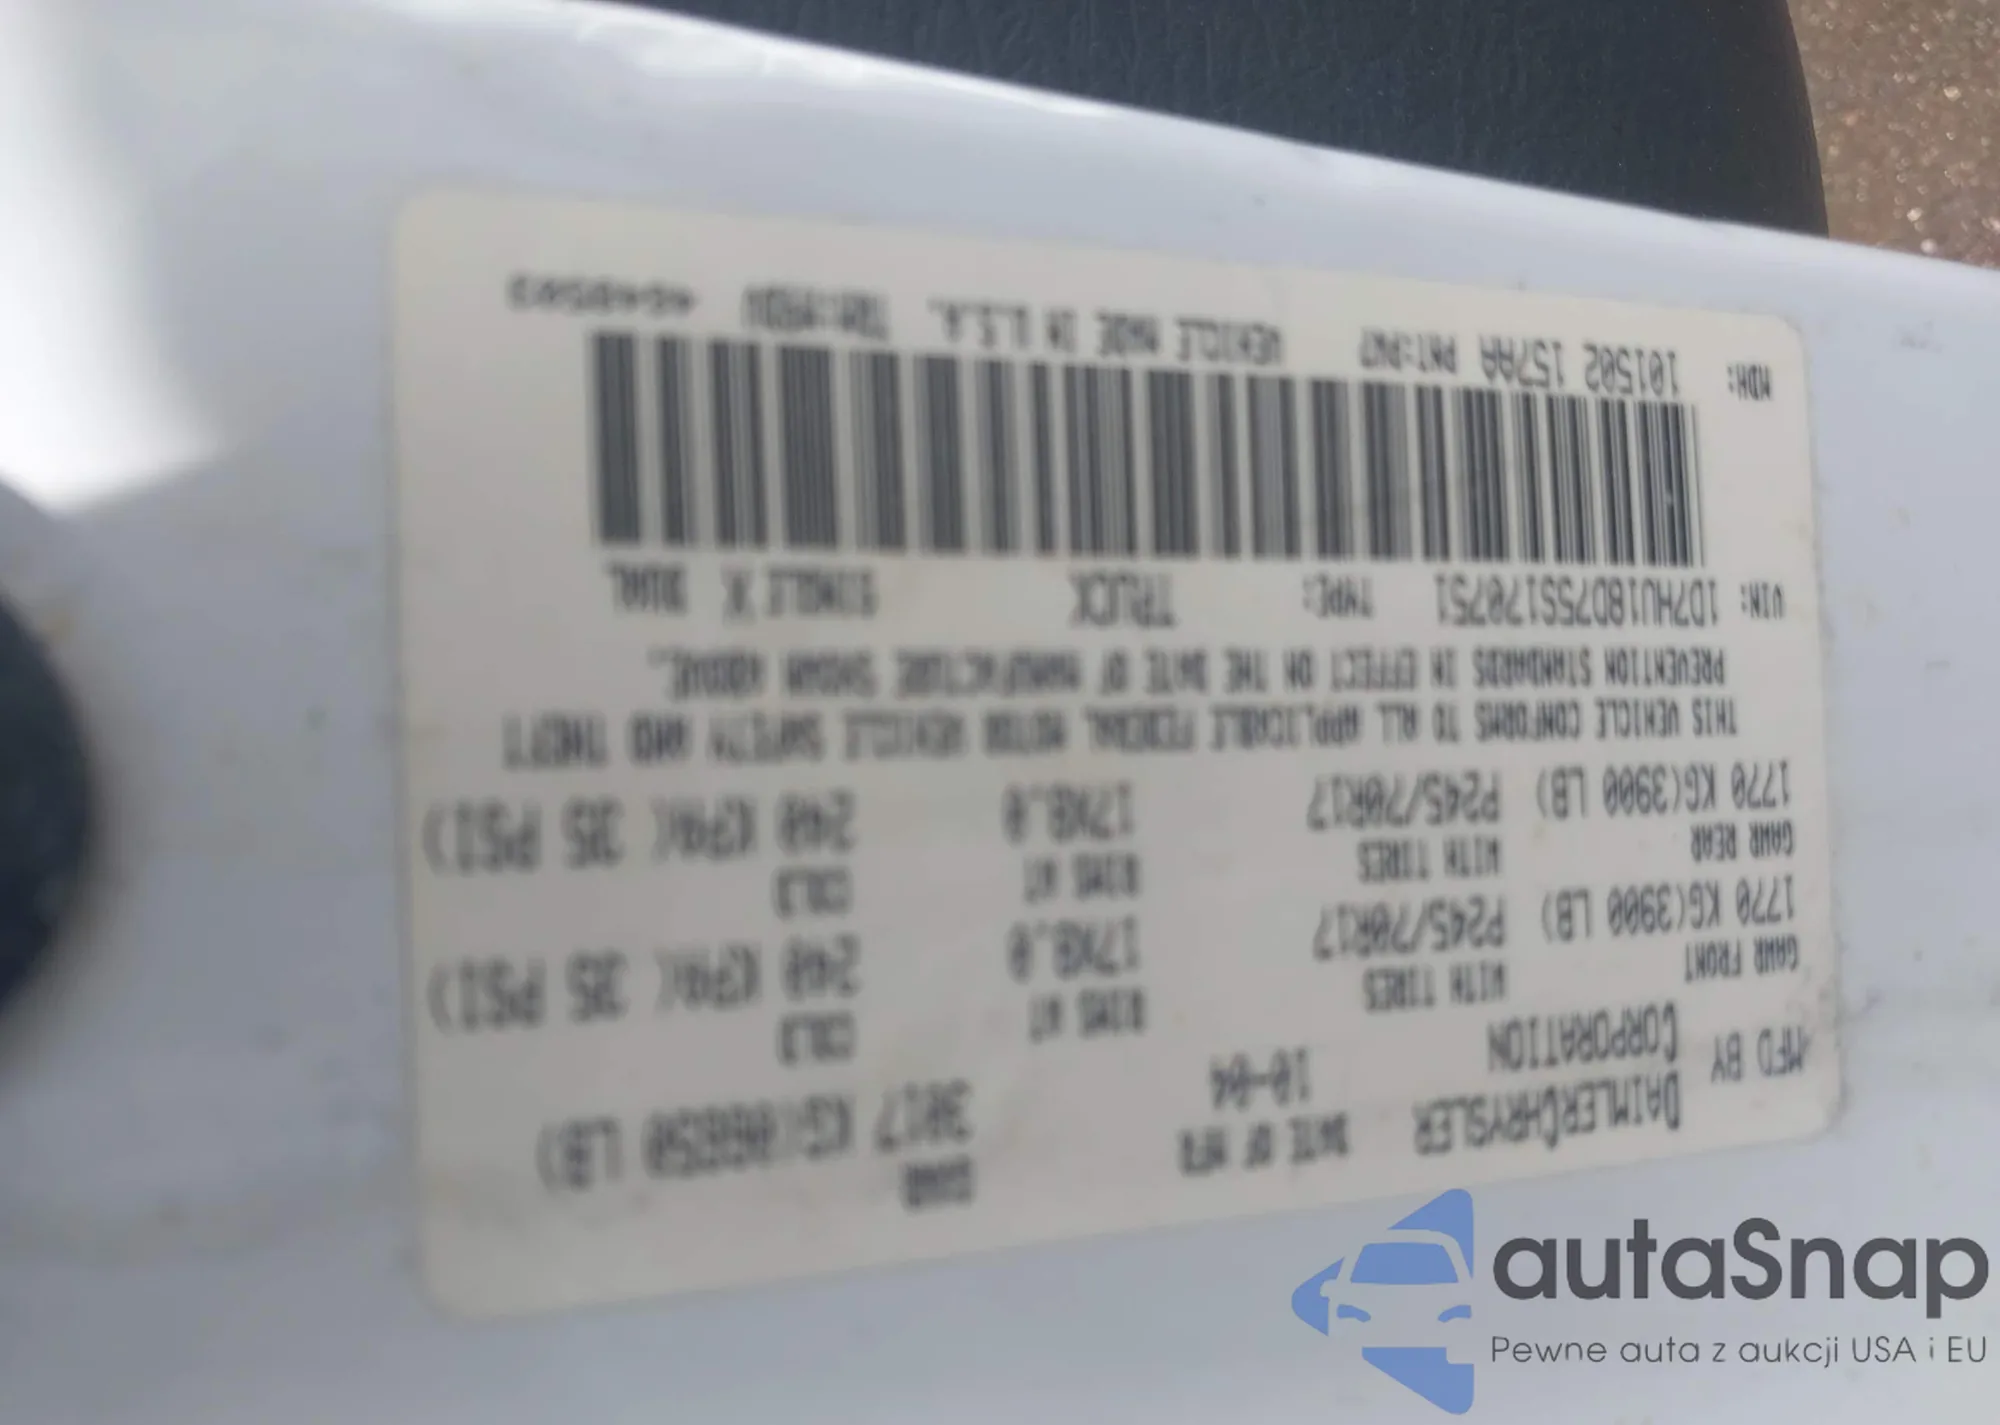 MFD BY DAIMLERCHRYSLER CORPORATION DATE OF MFR 10-04 GVWR 3017 KG(06650 LB)
GAWR FRONT WITH TIRES RIMS AT COLD
1770 KG(3900 LB) P245/70R17 17X8.0 240 KPA( 35 PSI)
GAWR REAR WITH TIRES RIMS AT COLD
1770 KG(3900 LB) P245/70R17 17X8.0 240 KPA( 35 PSI)
THIS VEHICLE CONFORMS TO ALL APPLICABLE FEDERAL MOTOR VEHICLE SAFETY AND THEFT
PREVENTION STANDARDS IN EFFECT ON THE DATE OF MANUFACTURE SHOWN ABOVE.
VIN: 1D7HU18D75S170751 TYPE: TRUCK SINGLE X DUAL
MDH: 101502 157AA PNT:PW7 VEHICLE MADE IN U.S.A.
autaSnap
Pewne auta z aukcji USA i EU